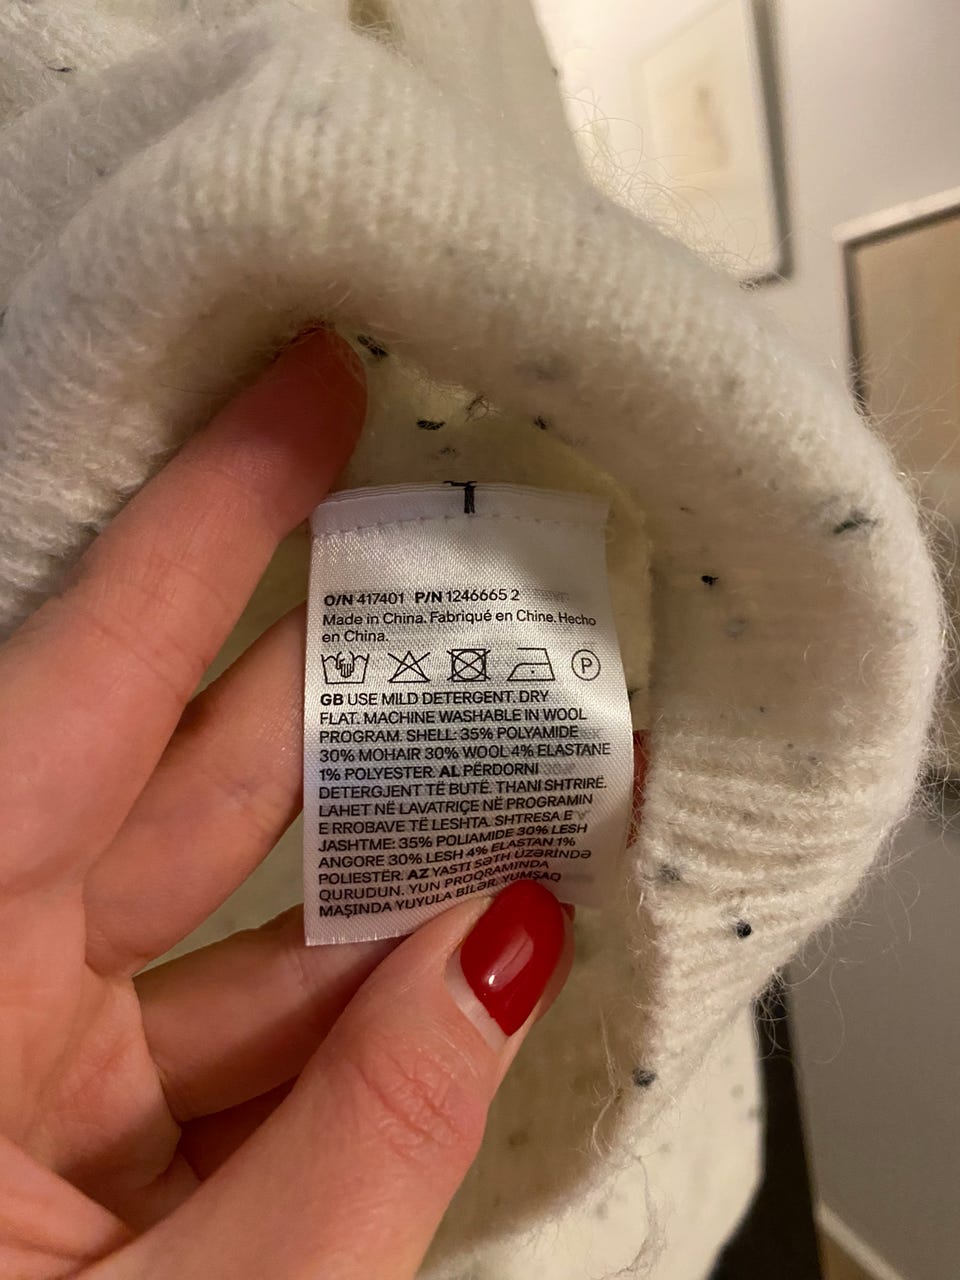 O/N 417401 P/N 1246665 2
Made in China. Fabriqué en Chine. Hecho
en China.
P
GB USE MILD DETERGENT. DRY
FLAT. MACHINE WASHABLE IN WOOL
PROGRAM. SHELL: 35% POLYAMIDE
30% MOHAIR 30% WOOL 4% ELASTANE
1% POLYESTER. AL PËRDORNI
DETERGJENT TË BUTË. THANI SHTRIRË.
LAHET NË LAVATRIÇE NË PROGRAMIN
E RROBAVE TË LESHTA. SHTRESA E
JASHTME: 35% POLIAMIDE 30% LESH
ANGORE 30% LESH 4% ELASTAN 1%
POLIESTËR. AZ YASTI SƏTH ÜZƏRİNDƏ
QURUDUN. YUN PROQRAMINDA
MAŞINDA YUYULA BİLƏR. YUMŞAQ